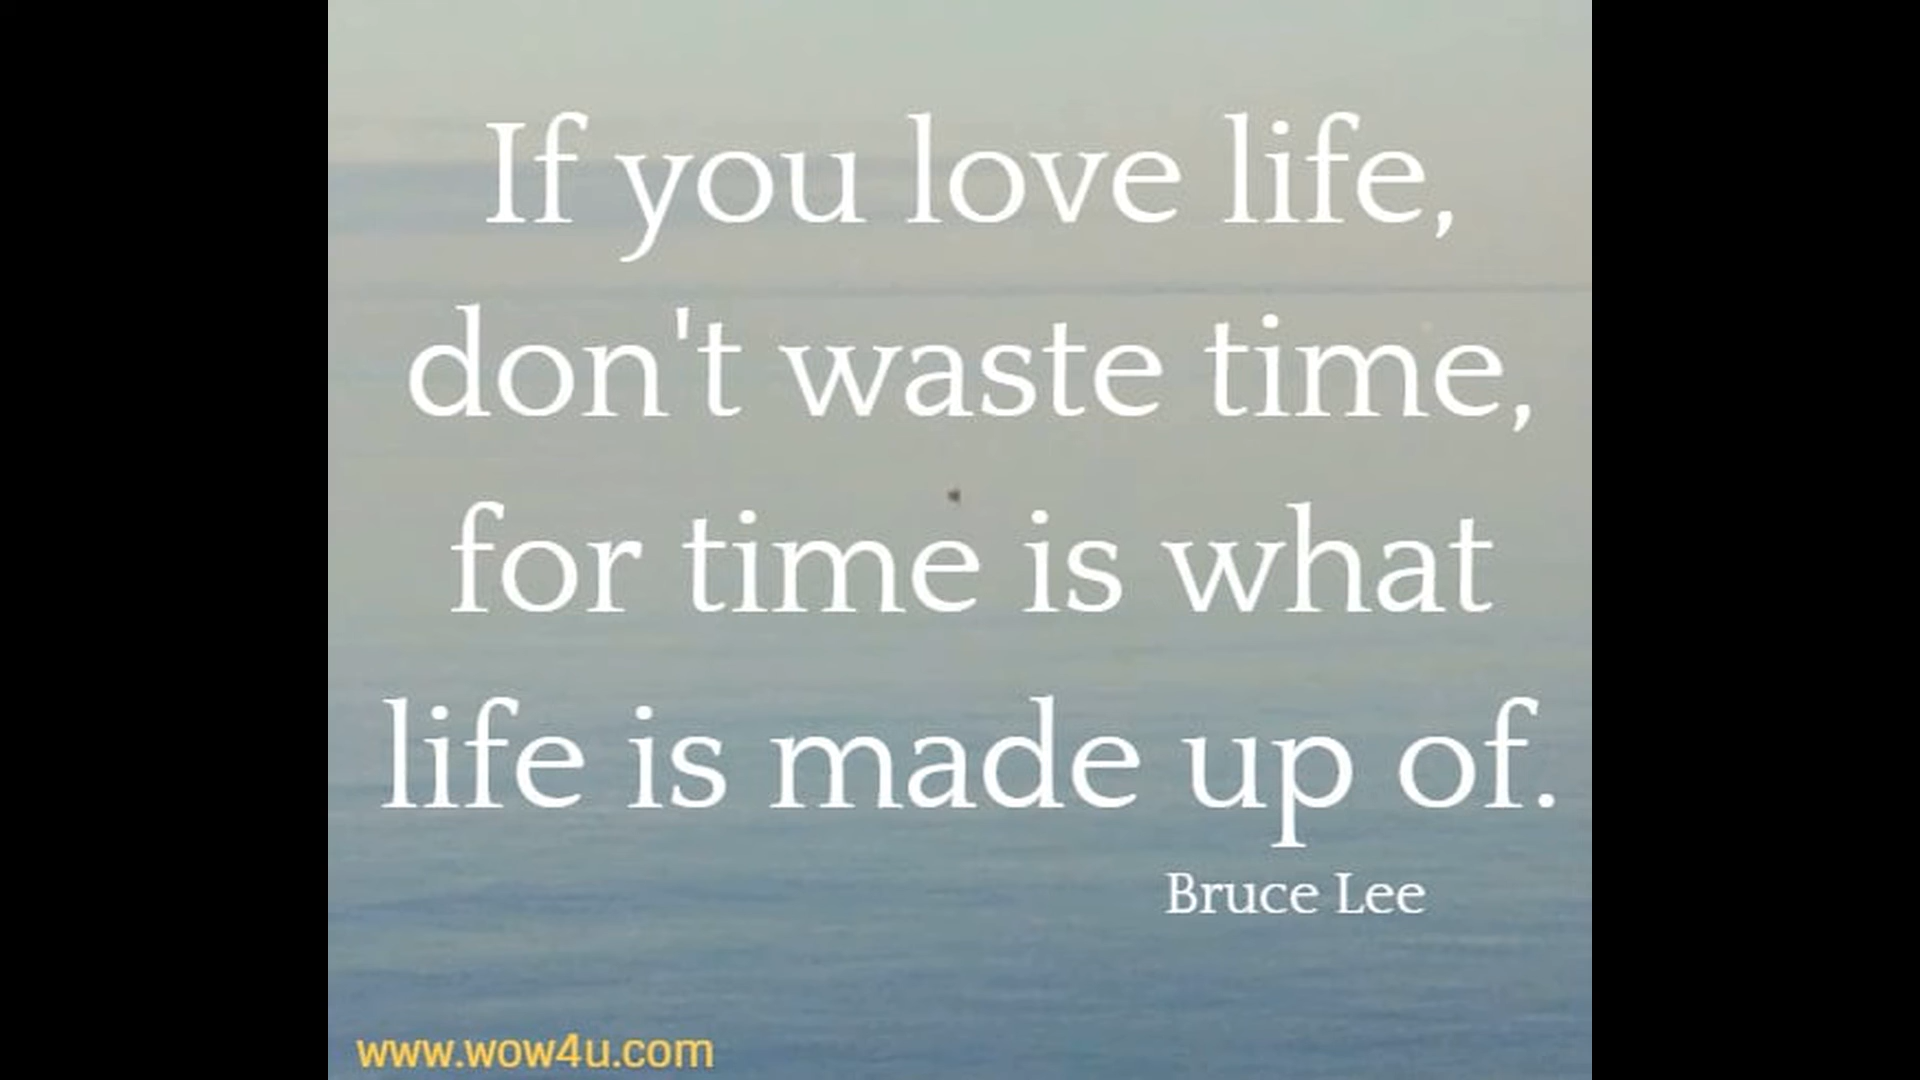 If you love life,
don't waste time,
for time is what
life is made up of.
Bruce Lee
www.wow4u.com